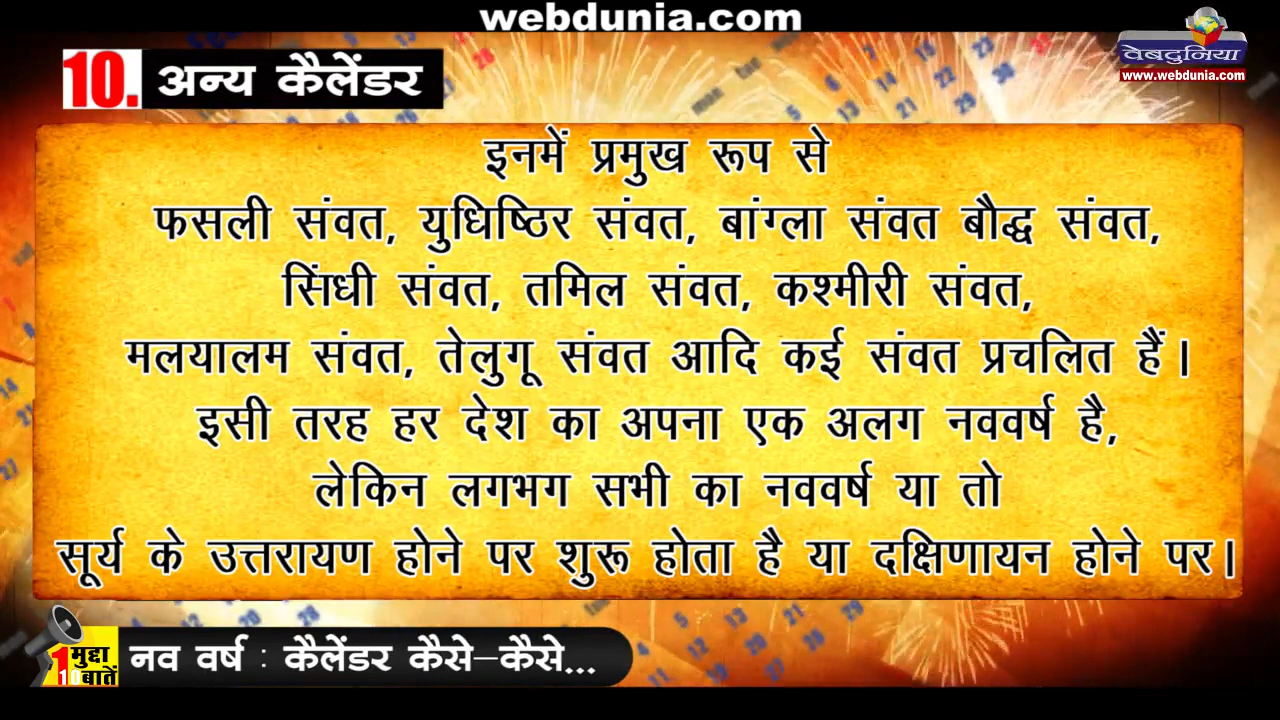 webdunia.com
वेबदुनिया
www.webdunia.com
10. अन्य कैलेंडर
इनमें प्रमुख रूप से
फसली संवत, युधिष्ठिर संवत, बांग्ला संवत बौद्ध संवत,
सिंधी संवत, तमिल संवत, कश्मीरी संवत,
मलयालम संवत, तेलुगू संवत आदि कई संवत प्रचलित हैं।
इसी तरह हर देश का अपना एक अलग नववर्ष है,
लेकिन लगभग सभी का नववर्ष या तो
सूर्य के उत्तरायण होने पर शुरू होता है या दक्षिणायन होने पर।
1 मुद्दा
10 बातें
नव वर्ष : कैलेंडर कैसे-कैसे...